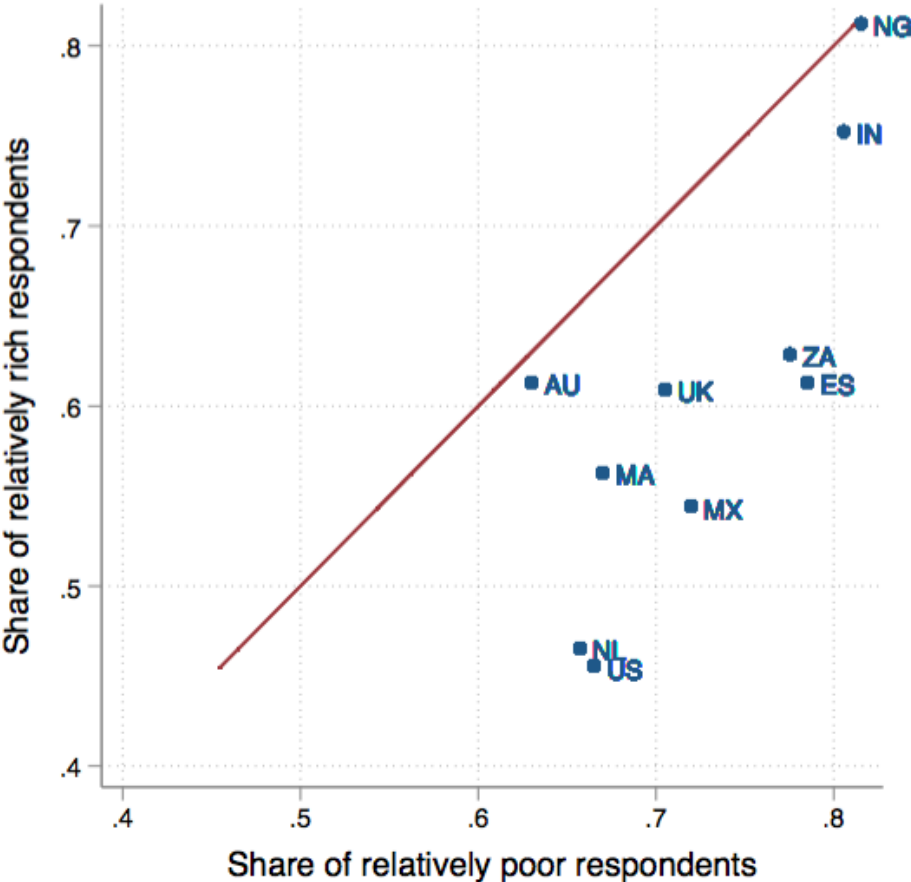 Share of relatively rich respondents
.8
.7
.6
.5
.4
NG
IN
ZA
ES
AU
UK
MA
MX
NL
US
.4 .5 .6 .7 .8
Share of relatively poor respondents